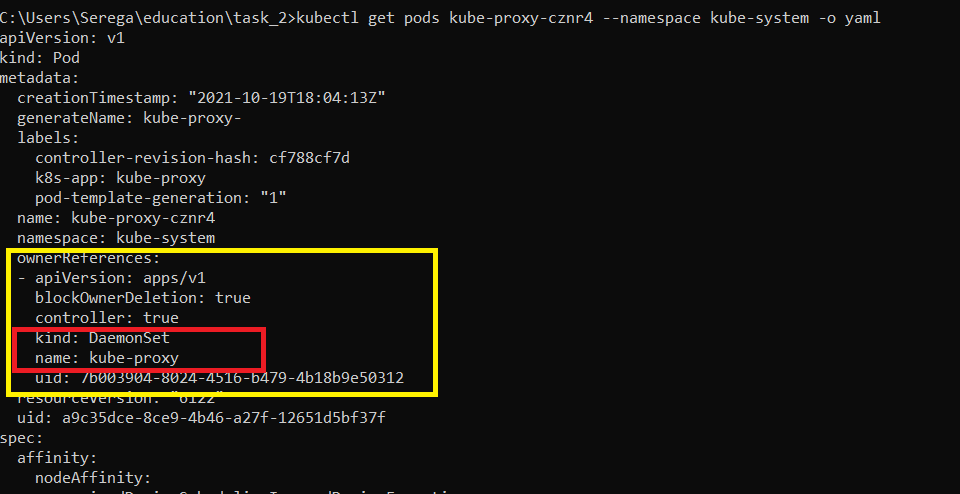 C:\Users\Serega\education\task_2>kubectl get pods kube-proxy-cznr4 --namespace kube-system -o yaml
apiVersion: v1
kind: Pod
metadata:
  creationTimestamp: "2021-10-19T18:04:13Z"
  generateName: kube-proxy-
  labels:
    controller-revision-hash: cf788cf7d
    k8s-app: kube-proxy
    pod-template-generation: "1"
  name: kube-proxy-cznr4
  namespace: kube-system
  ownerReferences:
  - apiVersion: apps/v1
    blockOwnerDeletion: true
    controller: true
    kind: DaemonSet
    name: kube-proxy
    uid: 7b003904-8024-4516-b479-4b18b9e50312
  resourceVersion:
  uid: a9c35dce-8ce9-4b46-a27f-12651d5bf37f
spec:
  affinity:
    nodeAffinity: